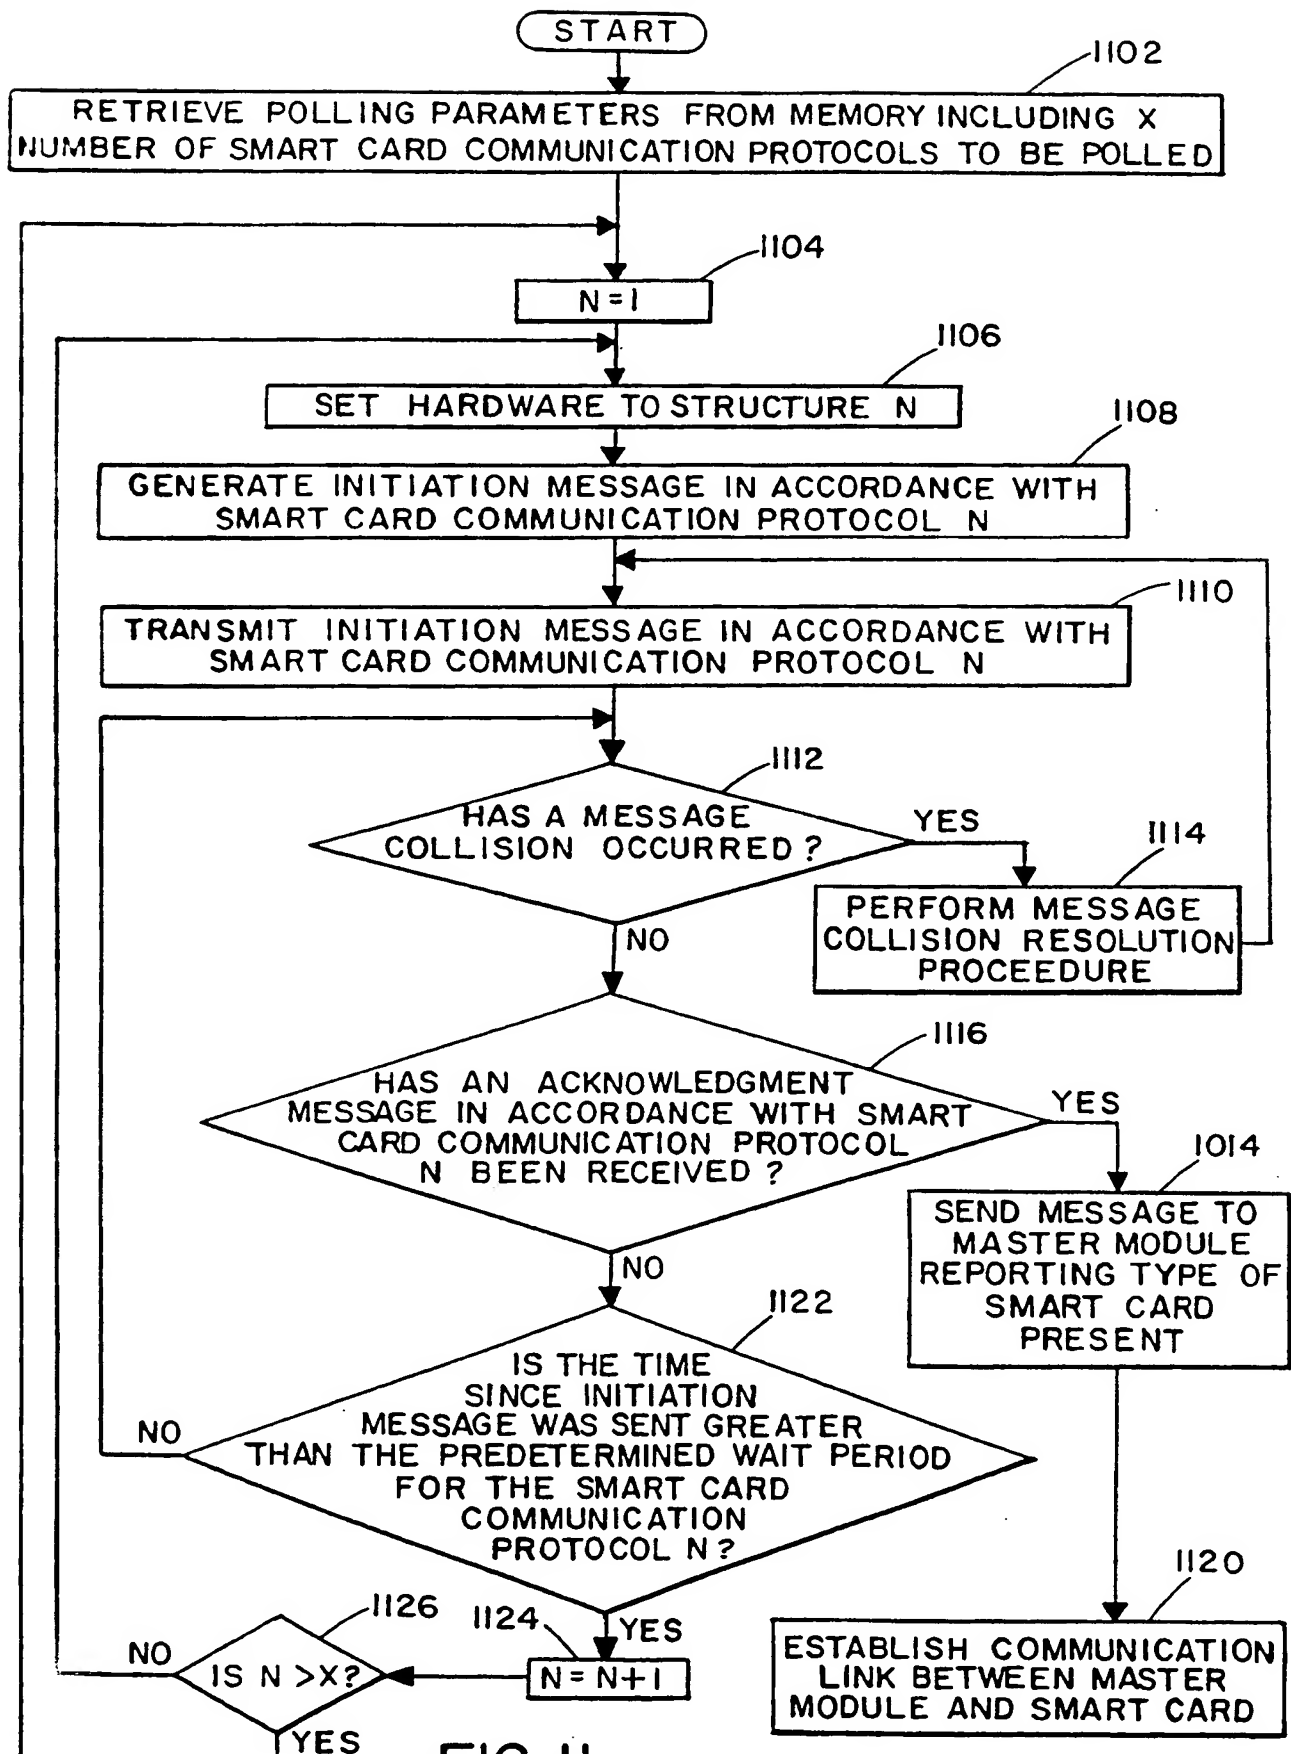 START
1102
RETRIEVE POLLING PARAMETERS FROM MEMORY INCLUDING X
NUMBER OF SMART CARD COMMUNICATION PROTOCOLS TO BE POLLED
1104
N=1
1106
SET HARDWARE TO STRUCTURE N
1108
GENERATE INITIATION MESSAGE IN ACCORDANCE WITH
SMART CARD COMMUNICATION PROTOCOL N
1110
TRANSMIT INITIATION MESSAGE IN ACCORDANCE WITH
SMART CARD COMMUNICATION PROTOCOL N
1112
HAS A MESSAGE
COLLISION OCCURRED?
YES
1114
PERFORM MESSAGE
COLLISION RESOLUTION
PROCEEDURE
NO
1116
HAS AN ACKNOWLEDGMENT
MESSAGE IN ACCORDANCE WITH SMART
CARD COMMUNICATION PROTOCOL
N BEEN RECEIVED?
YES
1014
SEND MESSAGE TO
MASTER MODULE
REPORTING TYPE OF
SMART CARD
PRESENT
NO
1122
IS THE TIME
SINCE INITIATION
MESSAGE WAS SENT GREATER
THAN THE PREDETERMINED WAIT PERIOD
FOR THE SMART CARD
COMMUNICATION
PROTOCOL N?
NO
YES
1124
N=N+1
1126
IS N>X?
NO
YES
1120
ESTABLISH COMMUNICATION
LINK BETWEEN MASTER
MODULE AND SMART CARD
FIG. 11